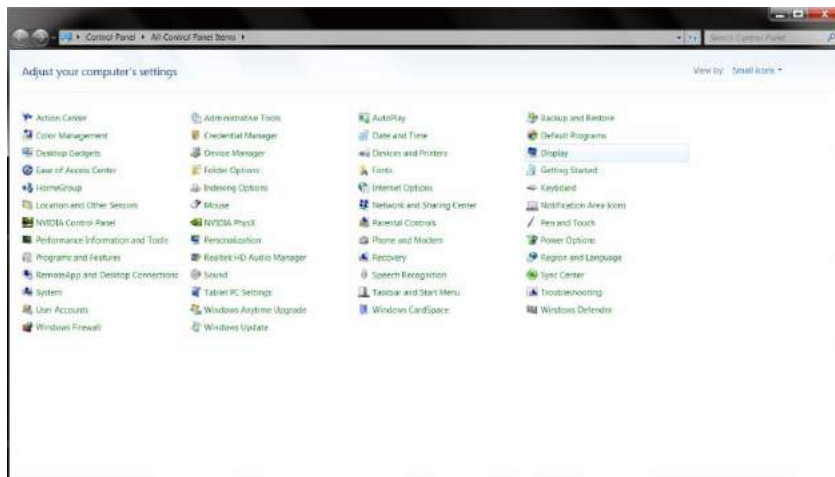 Control Panel All Control Panel Items
Search Control Panel
Adjust your computer's settings
View by: Small icons
Action Center Administrative Tools AutoPlay Backup and Restore
Color Management Credential Manager Date and Time Default Programs
Desktop Gadgets Device Manager Devices and Printers Display
Ease of Access Center Folder Options Fonts Getting Started
HomeGroup Indexing Options Internet Options Keyboard
Location and Other Sensors Mouse Network and Sharing Center Notification Area Icons
NVIDIA Control Panel NVIDIA PhysX Parental Controls Pen and Touch
Performance Information and Tools Personalization Phone and Modem Power Options
Programs and Features Realtek HD Audio Manager Recovery Region and Language
RemoteApp and Desktop Connections Sound Speech Recognition Sync Center
System Tablet PC Settings Taskbar and Start Menu Troubleshooting
User Accounts Windows Anytime Upgrade Windows CardSpace Windows Defender
Windows Firewall Windows Update